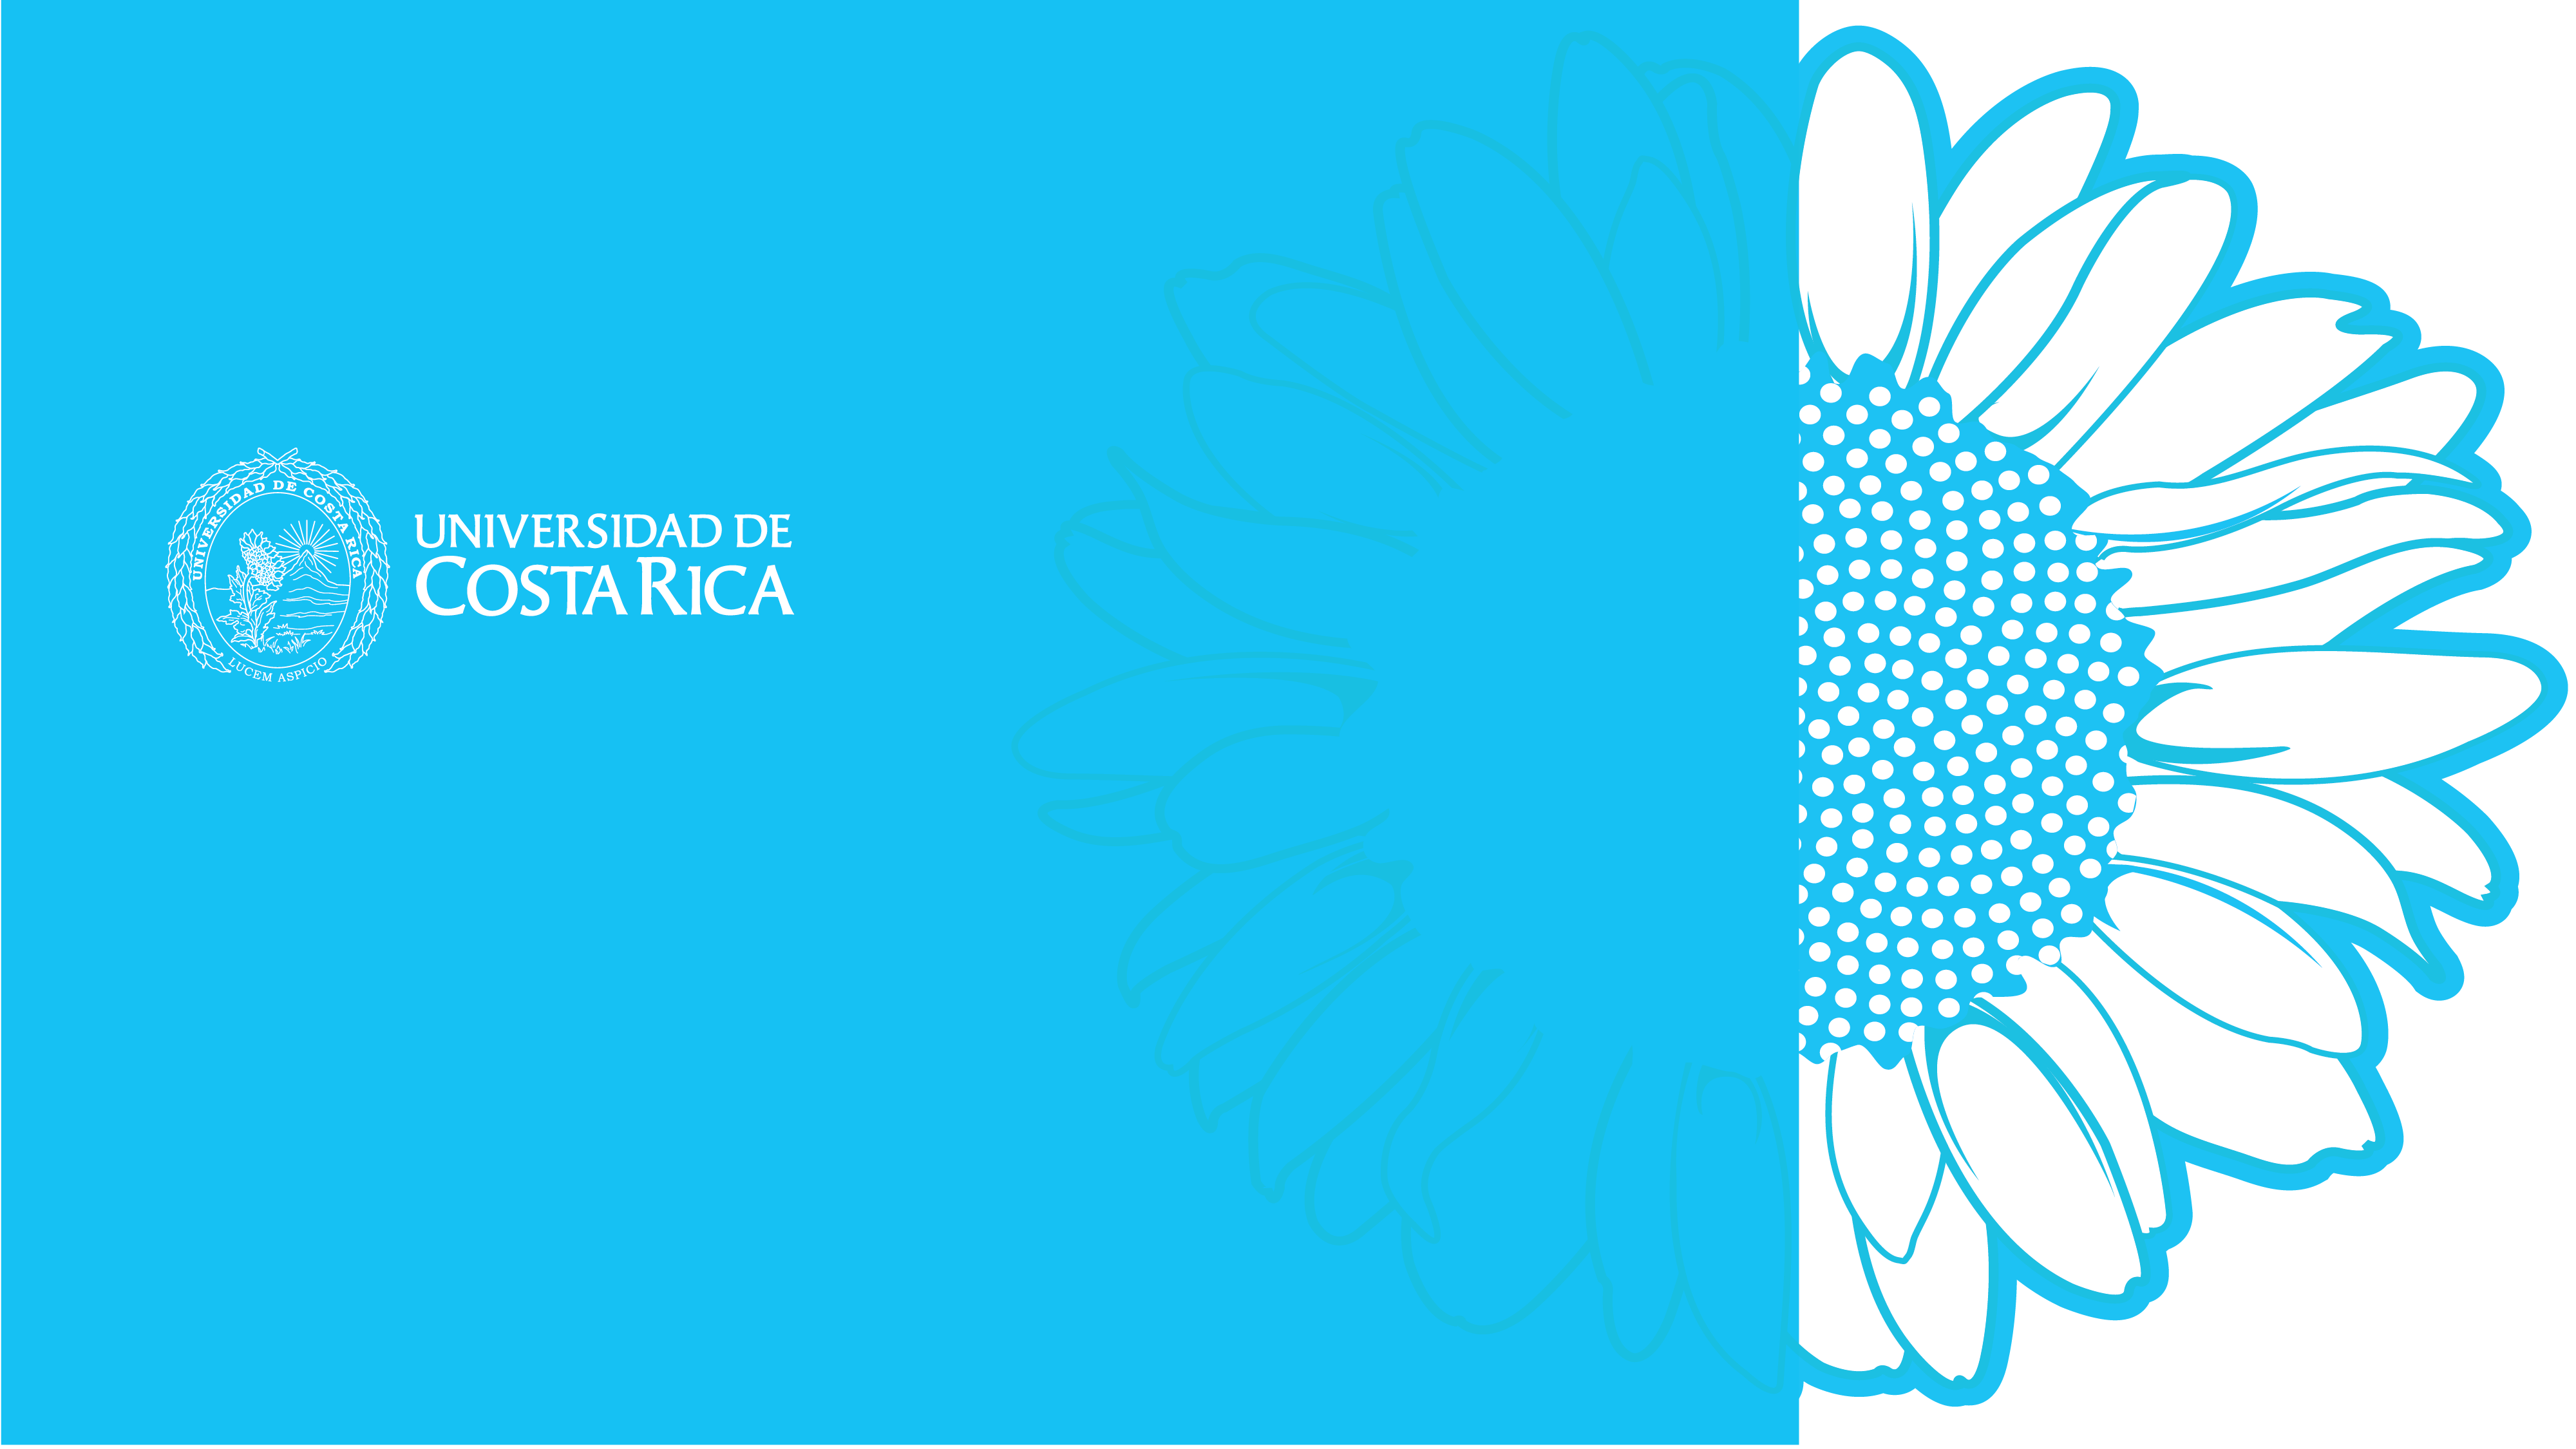 UNIVERSIDAD DE COSTA RICA
LUCEM ASPICIO
UNIVERSIDAD DE
COSTA RICA